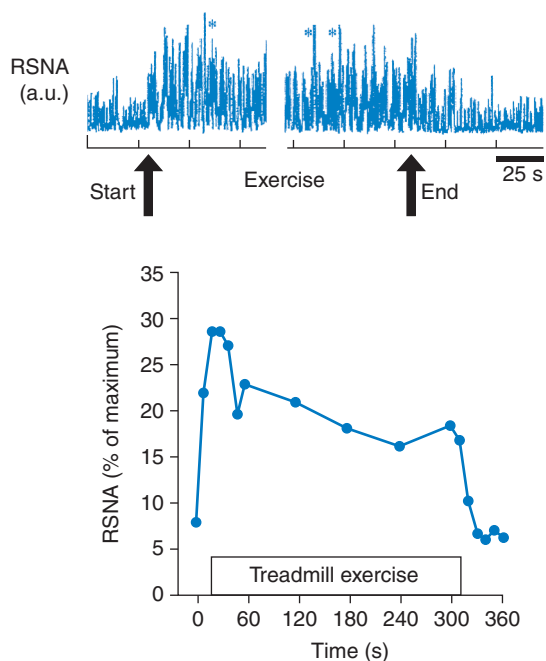 * * *
RSNA
(a.u.)
Start Exercise End 25 s
35
30
25
20
15
10
5
0
RSNA (% of maximum)
Treadmill exercise
0 60 120 180 240 300 360
Time (s)